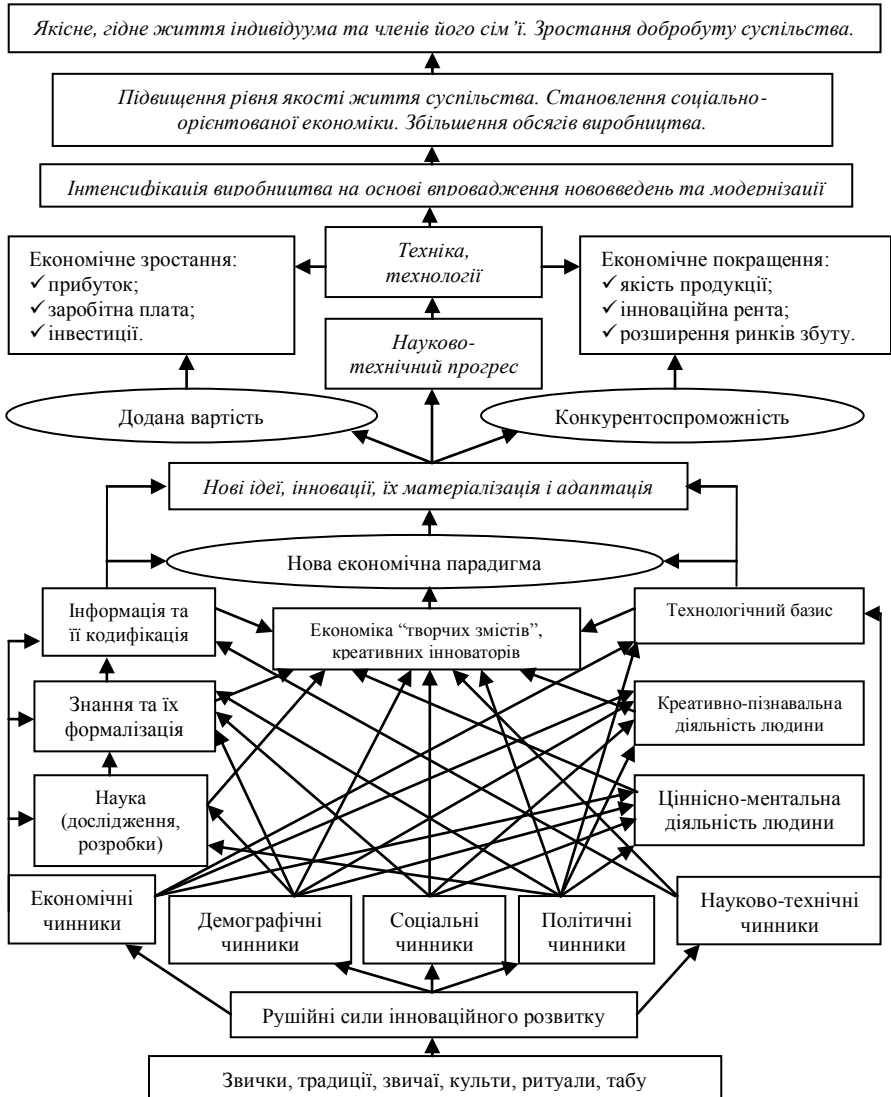 Якісне, гідне життя індивідуума та членів його сім’ї. Зростання добробуту суспільства.
Підвищення рівня якості життя суспільства. Становлення соціально-
орієнтованої економіки. Збільшення обсягів виробництва.
Інтенсифікація виробництва на основі впровадження нововведень та модернізації
Економічне зростання:
✓ прибуток;
✓ заробітна плата;
✓ інвестиції.
Техніка,
технології
Економічне покращення:
✓ якість продукції;
✓ інноваційна рента;
✓ розширення ринків збуту.
Науково-
технічний прогрес
Додана вартість
Конкурентоспроможність
Нові ідеї, інновації, їх матеріалізація і адаптація
Нова економічна парадигма
Інформація та
її кодифікація
Економіка “творчих змістів”,
креативних інноваторів
Технологічний базис
Знання та їх
формалізація
Креативно-пізнавальна
діяльність людини
Наука
(дослідження,
розробки)
Ціннісно-ментальна
діяльність людини
Економічні
чинники
Демографічні
чинники
Соціальні
чинники
Політичні
чинники
Науково-технічні
чинники
Рушійні сили інноваційного розвитку
Звички, традиції, звичаї, культи, ритуали, табу